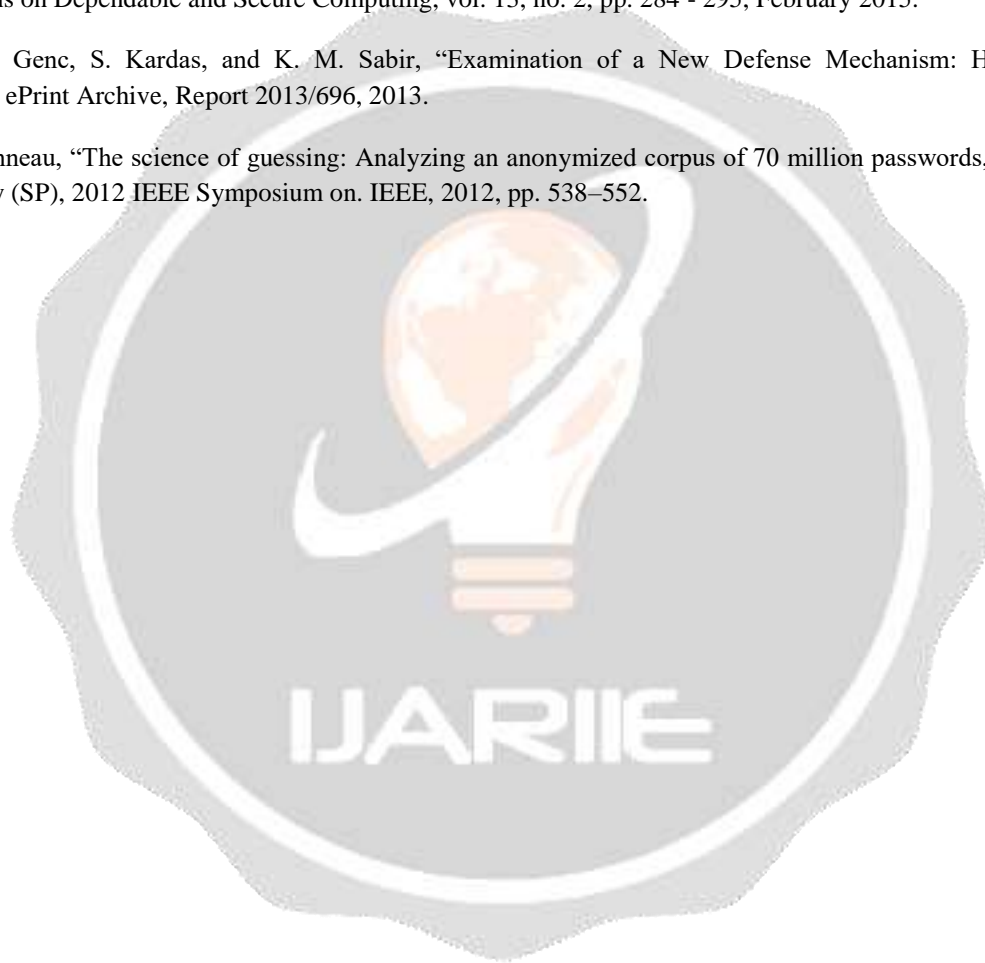 on Dependable and Secure Computing, vol. 13, no. 2, pp. 284 - 295, February 2015.
Genc, S. Kardas, and K. M. Sabir, “Examination of a New Defense Mechanism: H
ePrint Archive, Report 2013/696, 2013.
nneau, “The science of guessing: Analyzing an anonymized corpus of 70 million passwords,
y (SP), 2012 IEEE Symposium on. IEEE, 2012, pp. 538–552.
IJARIIE